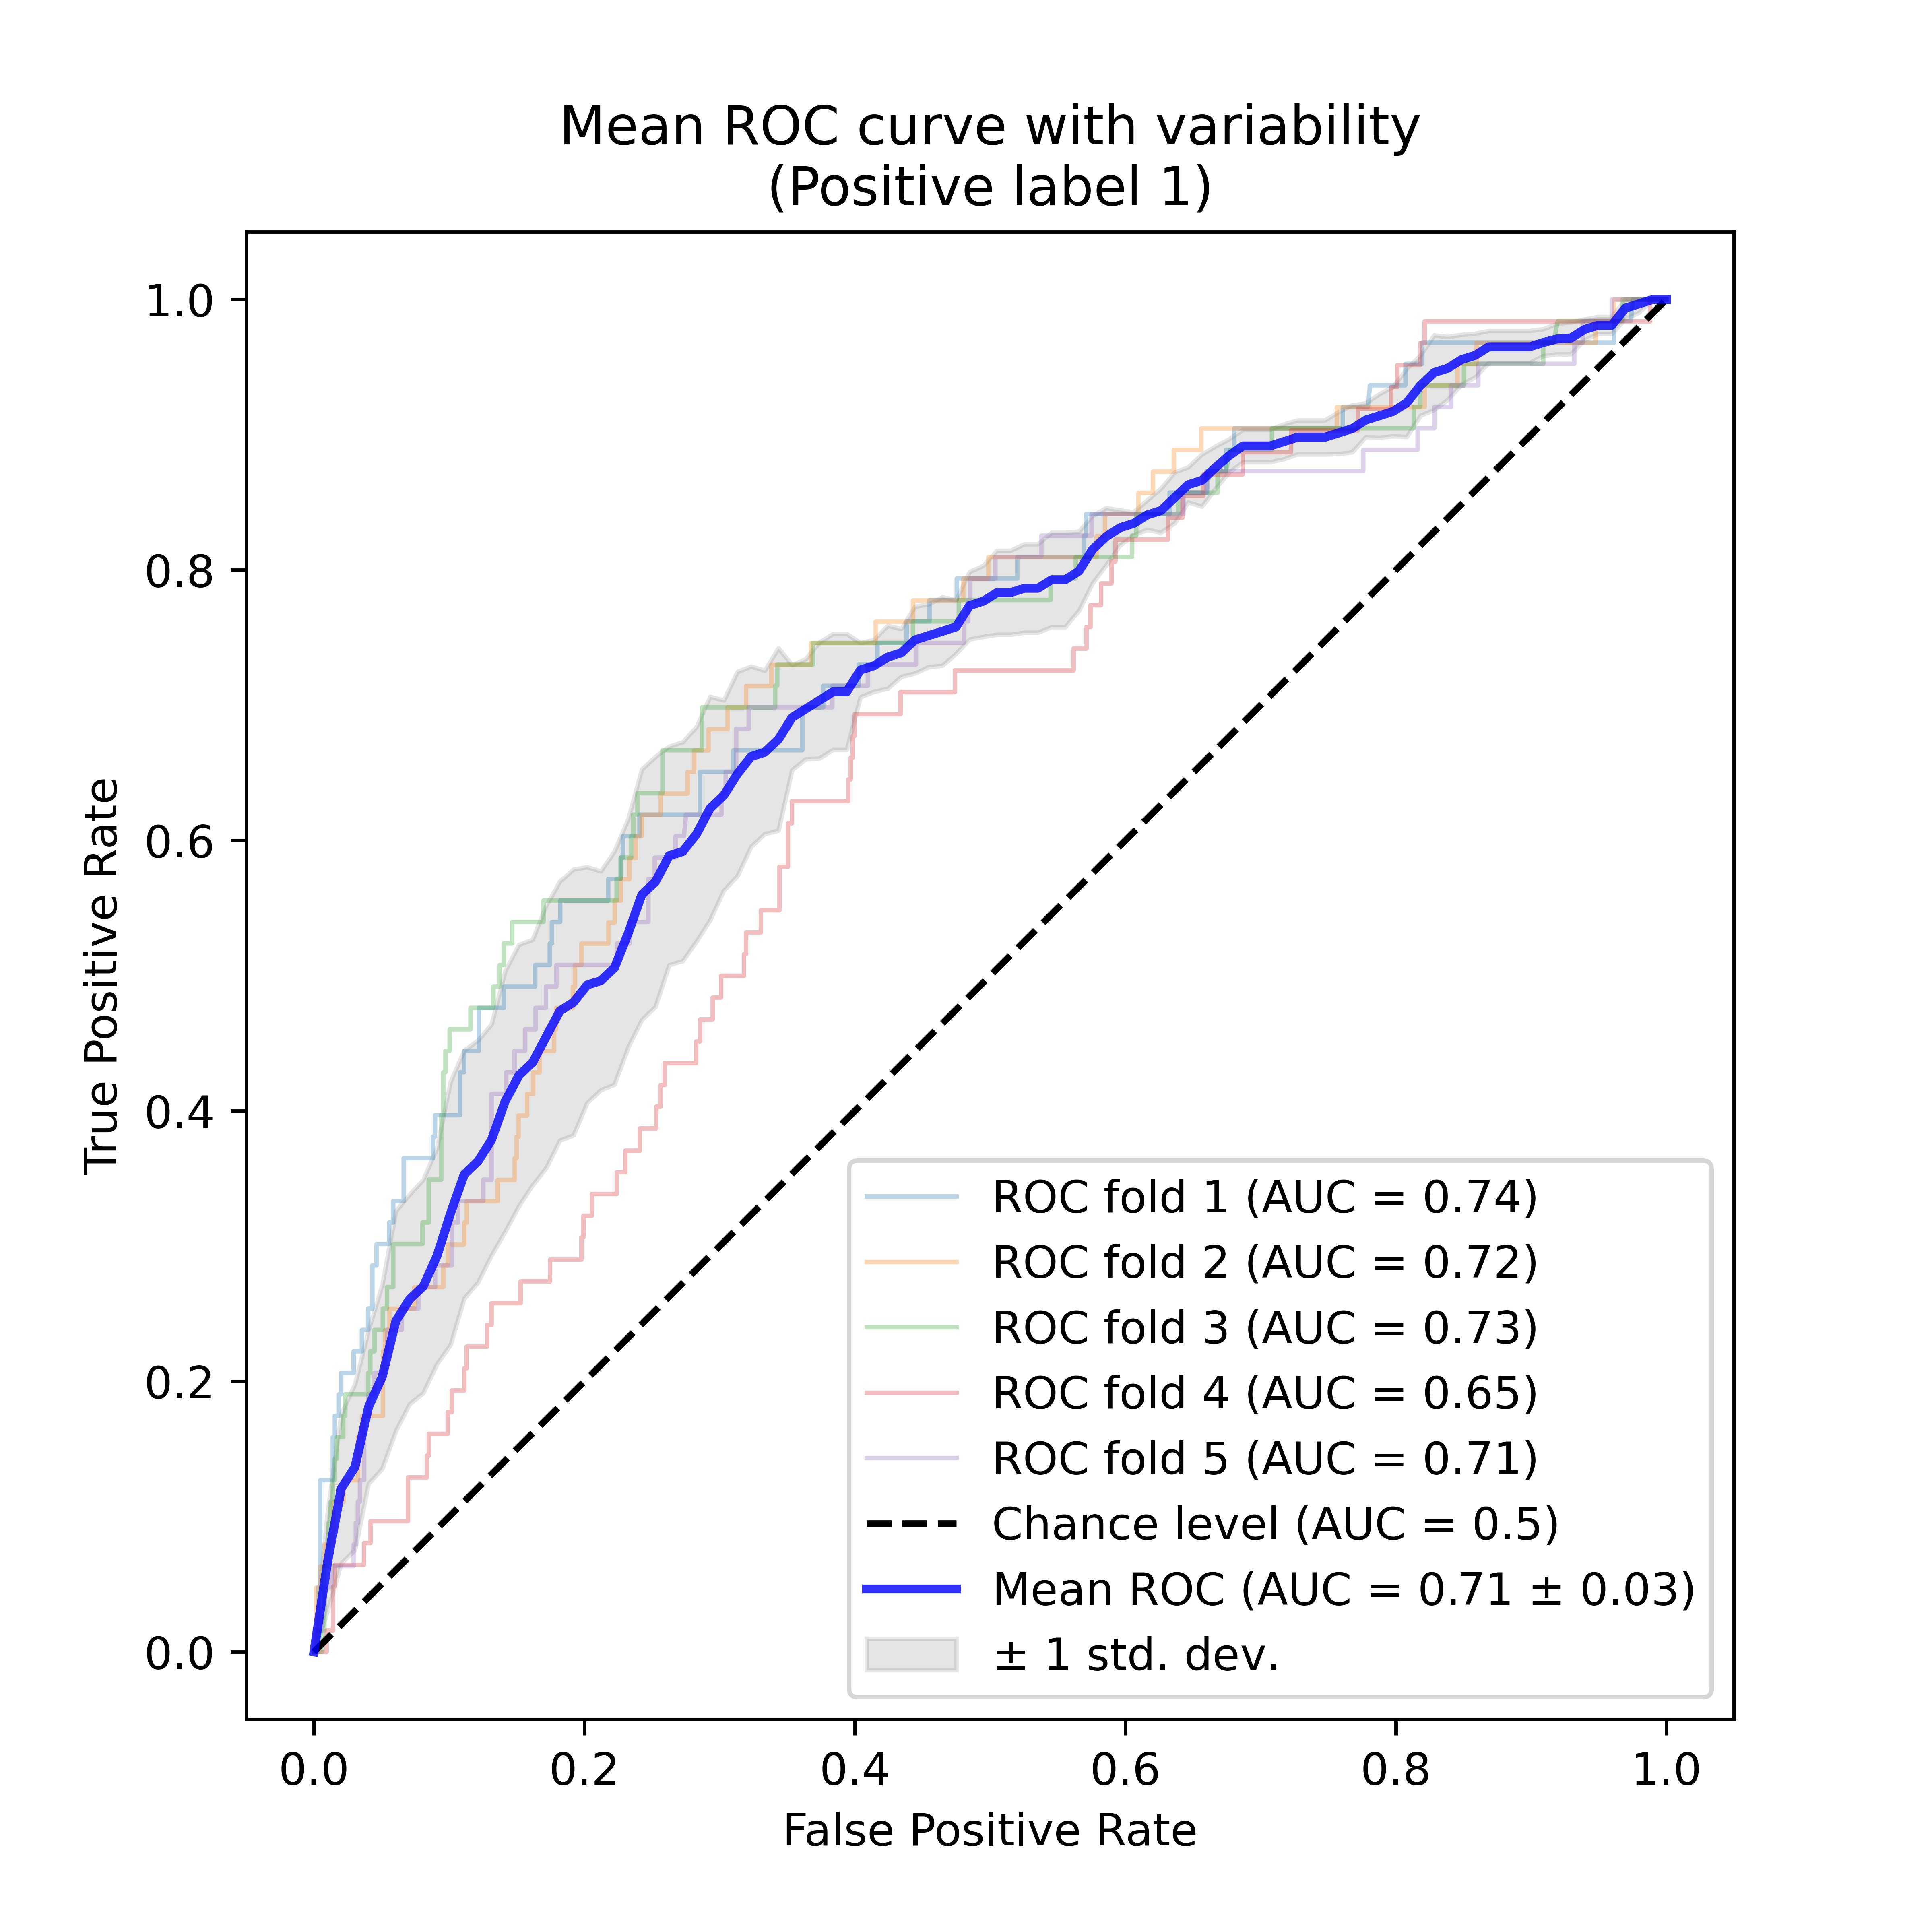 Mean ROC curve with variability
(Positive label 1)
True Positive Rate
1.0
0.8
0.6
0.4
0.2
0.0
ROC fold 1 (AUC = 0.74)
ROC fold 2 (AUC = 0.72)
ROC fold 3 (AUC = 0.73)
ROC fold 4 (AUC = 0.65)
ROC fold 5 (AUC = 0.71)
Chance level (AUC = 0.5)
Mean ROC (AUC = 0.71 ± 0.03)
± 1 std. dev.
0.0 0.2 0.4 0.6 0.8 1.0
False Positive Rate